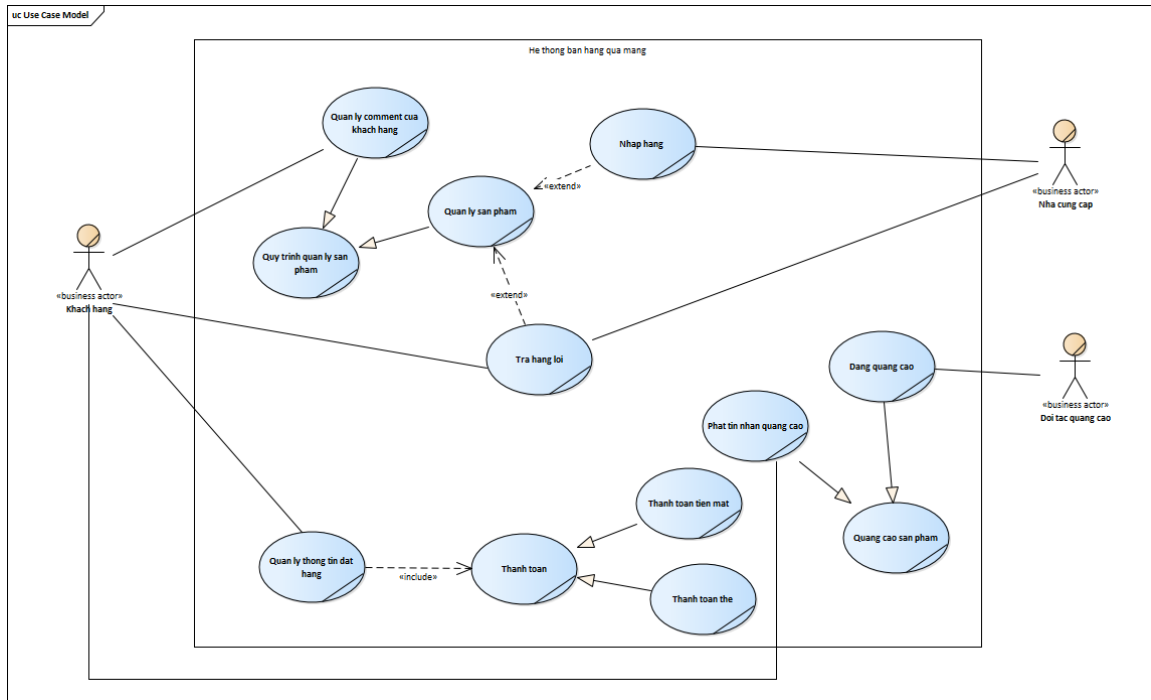 uc Use Case Model
He thong ban hang qua mang
Quan ly comment cua
khach hang
Nhap hang
«business actor»
Nha cung cap
«extend»
Quan ly san pham
Quy trinh quan ly san
pham
«business actor»
Khach hang
«extend»
Tra hang loi
Dang quang cao
«business actor»
Doi tac quang cao
Phat tin nhan quang cao
Thanh toan tien mat
Quang cao san pham
Quan ly thong tin dat
hang
«include»
Thanh toan
Thanh toan the